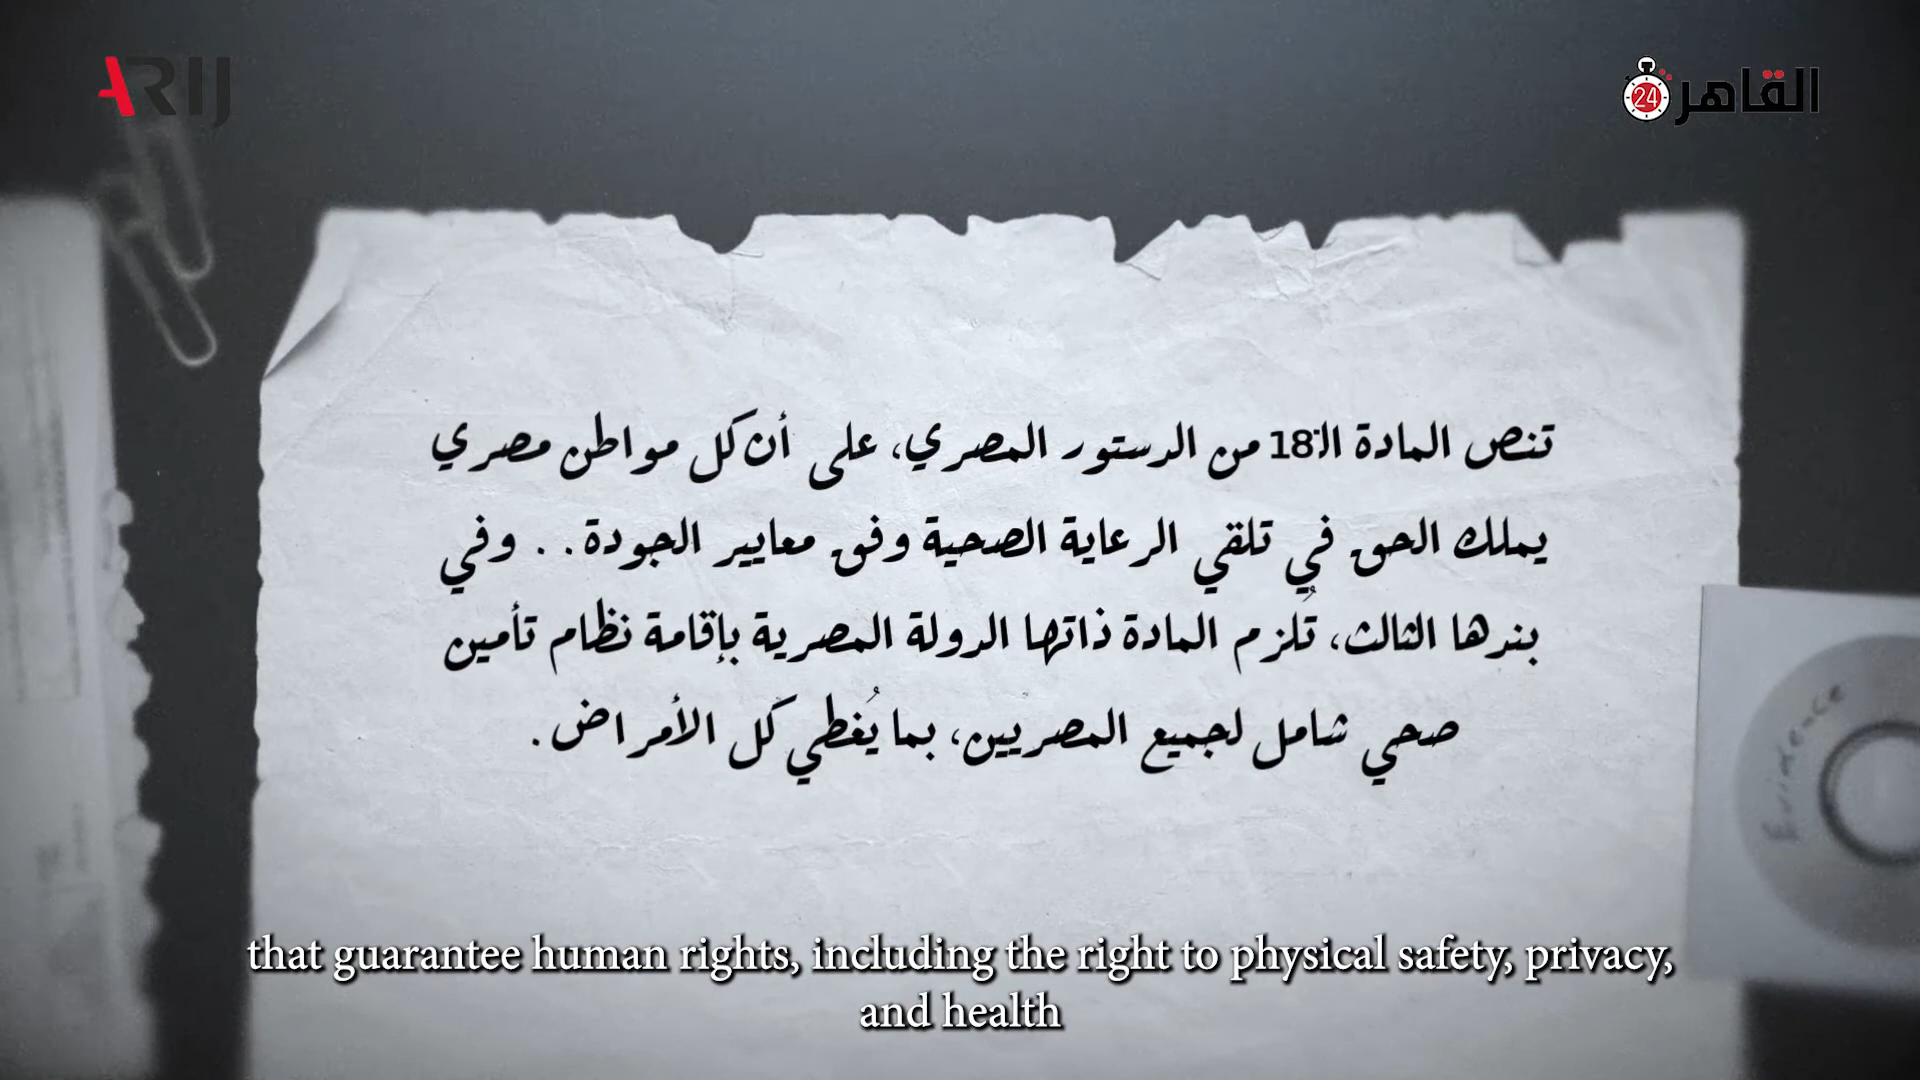 ARIJ
القاهرة 24
تنص المادة الـ18 من الدستور المصري، على أن كل مواطن مصري
يملك الحق في تلقي الرعاية الصحية وفق معايير الجودة.. وفي
بندها الثالث، تُلزم المادة ذاتها الدولة المصرية بإقامة نظام تأمين
صحي شامل لجميع المصريين، بما يُغطي كل الأمراض.
Evidence
that guarantee human rights, including the right to physical safety, privacy,
and health